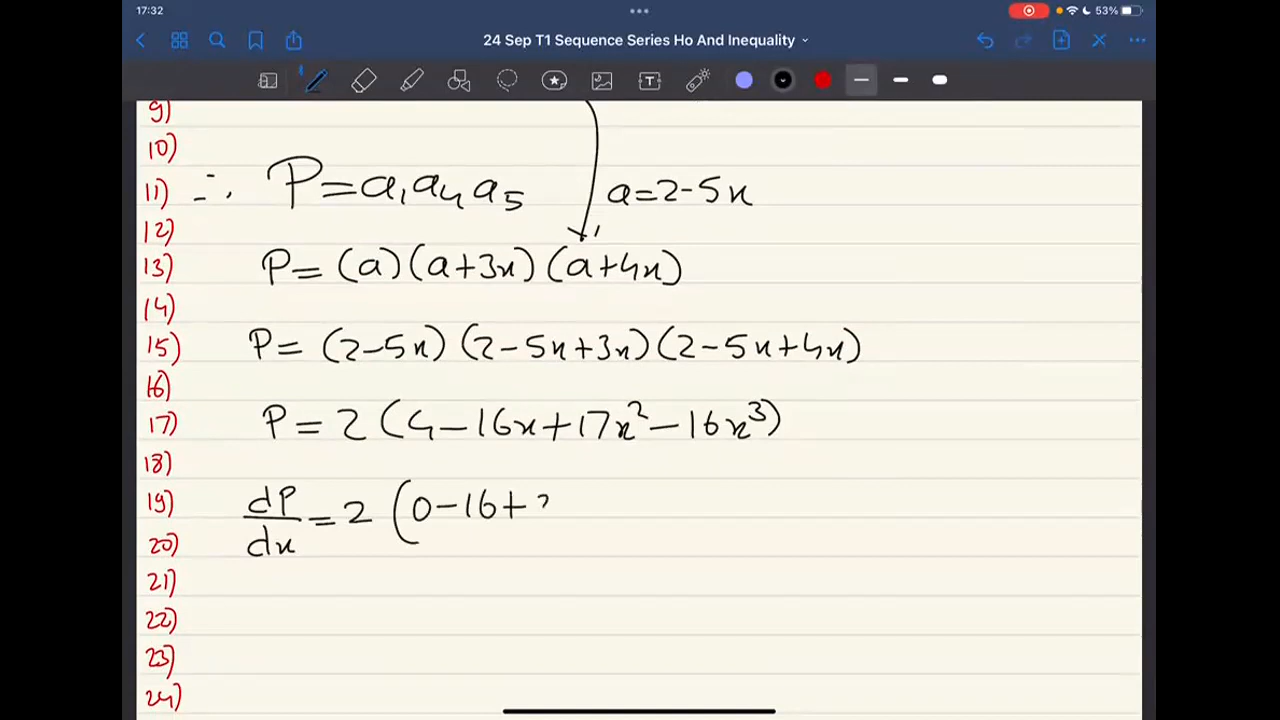 17:32
53%
24 Sep T1 Sequence Series Ho And Inequality
9)
10)
11) ∴ P=a₁a₄a₅ a=2-5x
12)
13) P= (a)(a+3x)(a+4x)
14)
15) P= (2-5x)(2-5x+3x)(2-5x+4x)
16)
17) P=2(4-16x+17x²-16x³)
18)
19) dP/dx=2(0-16+
20)
21)
22)
23)
24)